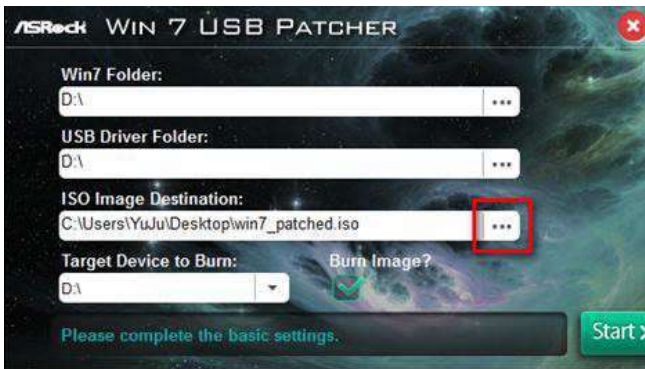 ASRock WIN 7 USB PATCHER
Win7 Folder:
D:\
...
USB Driver Folder:
D:\
...
ISO Image Destination:
C:\Users\YuJu\Desktop\win7_patched.iso
...
Target Device to Burn: Burn Image?
D:\
Please complete the basic settings.
Start